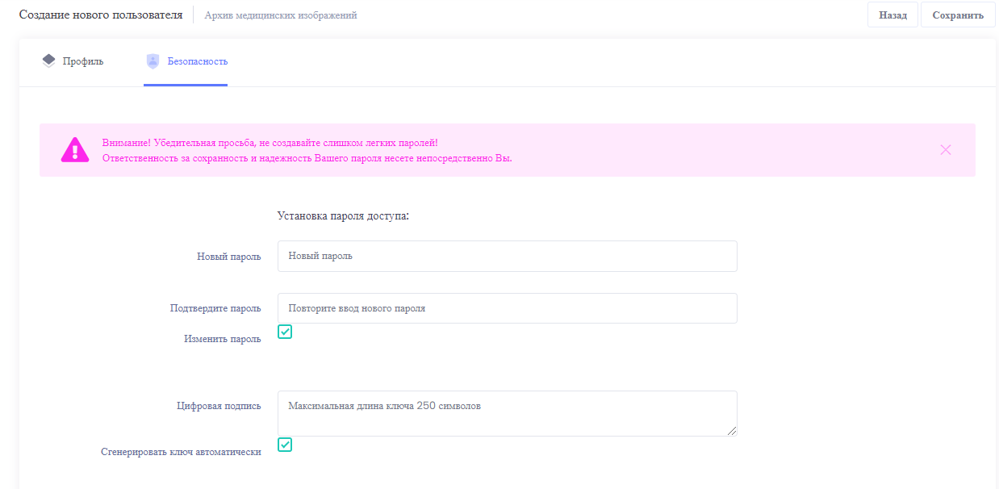 Создание нового пользователя
Архив медицинских изображений
Назад
Сохранить
Профиль
Безопасность
Внимание! Убедительная просьба, не создавайте слишком легких паролей!
Ответственность за сохранность и надежность Вашего пароля несете непосредственно Вы.
Установка пароля доступа:
Новый пароль
Новый пароль
Подтвердите пароль
Повторите ввод нового пароля
Изменить пароль
Цифровая подпись
Максимальная длина ключа 250 символов
Сгенерировать ключ автоматически